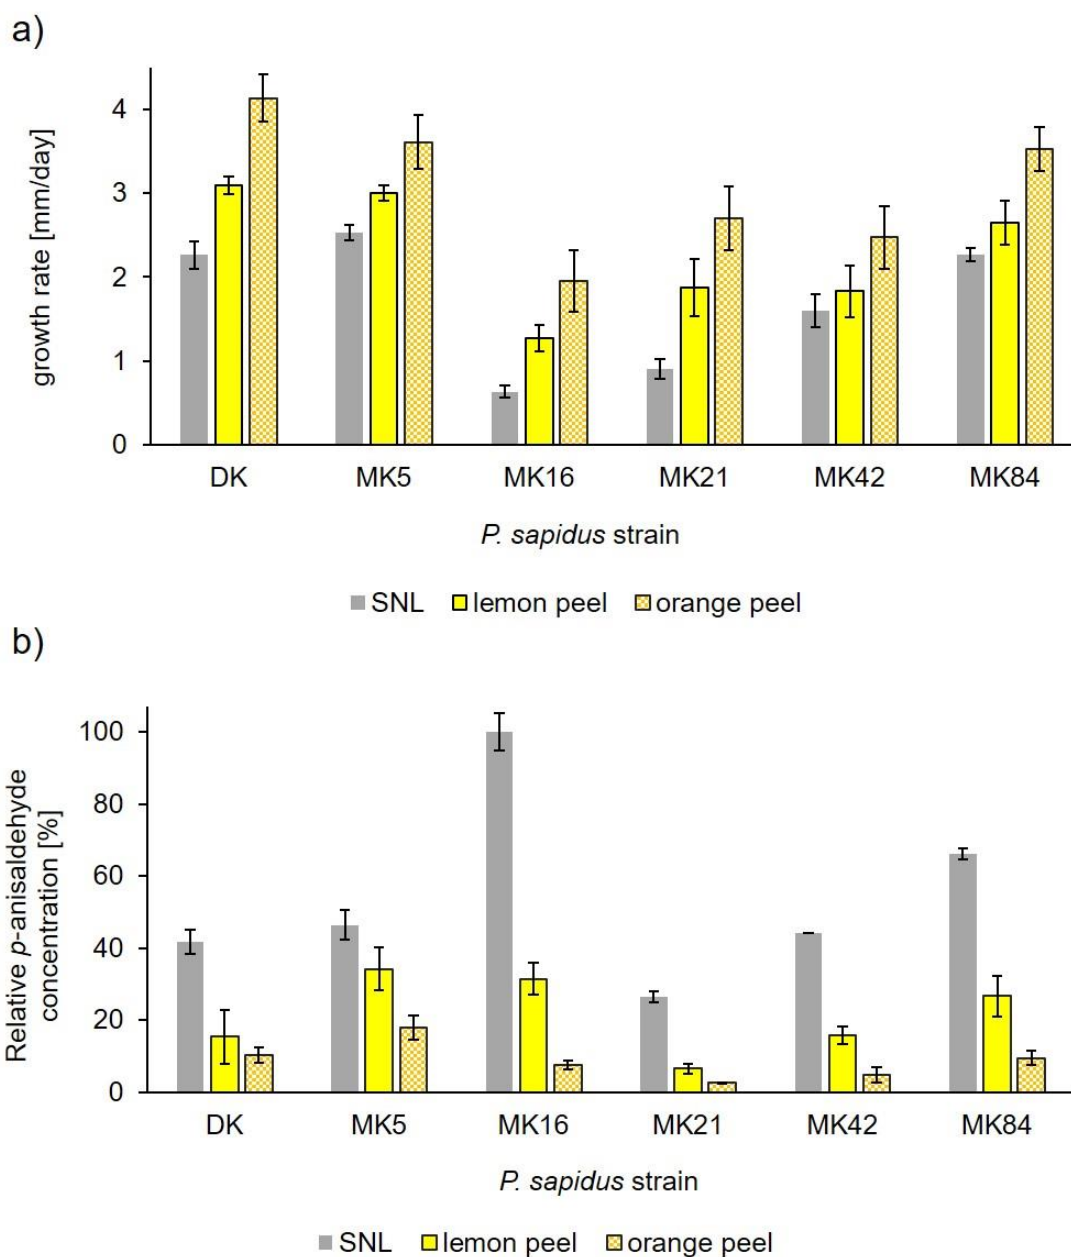 a)
growth rate [mm/day]
4
3
2
1
0
DK MK5 MK16 MK21 MK42 MK84
P. sapidus strain
SNL lemon peel orange peel
b)
Relative p-anisaldehyde
concentration [%]
100
80
60
40
20
0
DK MK5 MK16 MK21 MK42 MK84
P. sapidus strain
SNL lemon peel orange peel